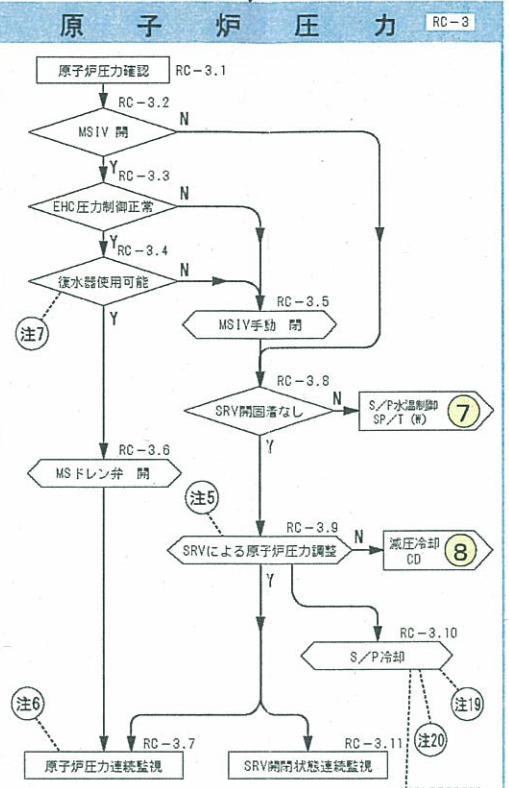 原子炉圧力 RC-3
原子炉圧力確認 RC-3.1
RC-3.2
MSIV 開 N
Y RC-3.3
EHC圧力制御正常 N
Y RC-3.4
復水器使用可能 N
注7 Y
RC-3.5
MSIV手動 閉
RC-3.8
SRV開固着なし N
S/P水温制御
SP/T (W) 7
Y
RC-3.6
MSドレン弁 開
注5
RC-3.9
SRVによる原子炉圧力調整 N
減圧冷却
CD 8
Y
RC-3.10
S/P冷却
注19
注20
注6
RC-3.7
原子炉圧力連続監視
RC-3.11
SRV開閉状態連続監視